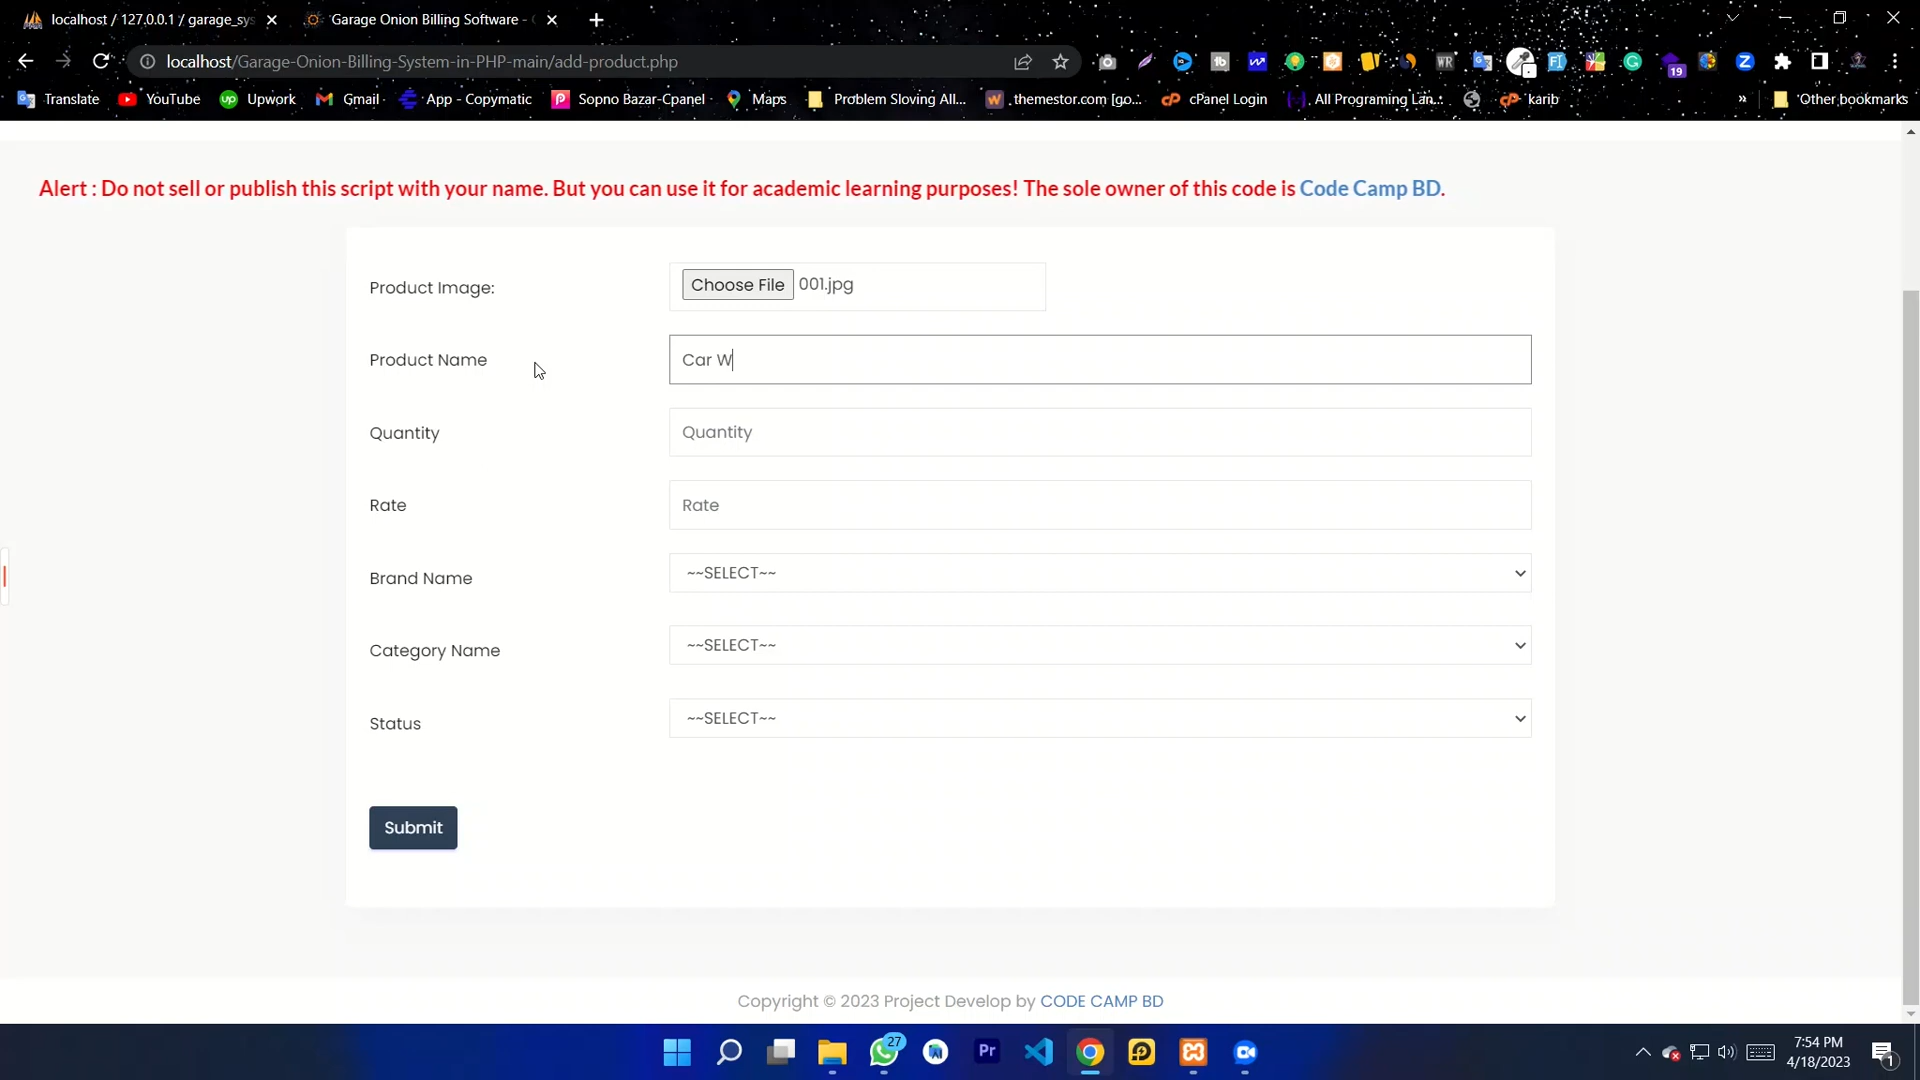 localhost / 127.0.0.1 / garage_sys
Garage Onion Billing Software -
localhost/Garage-Onion-Billing-System-in-PHP-main/add-product.php
Translate
YouTube
Upwork
Gmail
App - Copymatic
Sopno Bazar-Cpanel
Maps
Problem Sloving All...
.themestor.com [go...
cPanel Login
All Programing Lan...
karib
»
Other bookmarks
19
Alert : Do not sell or publish this script with your name. But you can use it for academic learning purposes! The sole owner of this code is Code Camp BD.
Product Image:
Choose File 001.jpg
Product Name
Car W
Quantity
Quantity
Rate
Rate
Brand Name
~~SELECT~~
Category Name
~~SELECT~~
Status
~~SELECT~~
Submit
Copyright © 2023 Project Develop by CODE CAMP BD
27
Pr
7:54 PM
4/18/2023
1